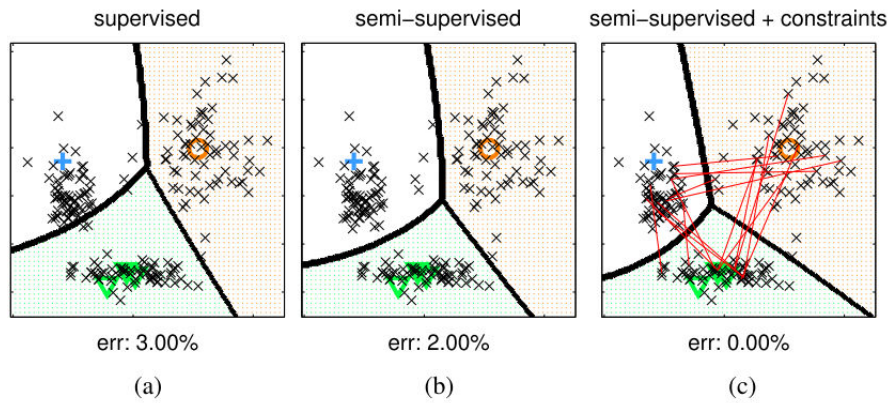 supervised
semi−supervised
semi−supervised + constraints
err: 3.00%
err: 2.00%
err: 0.00%
(a)
(b)
(c)